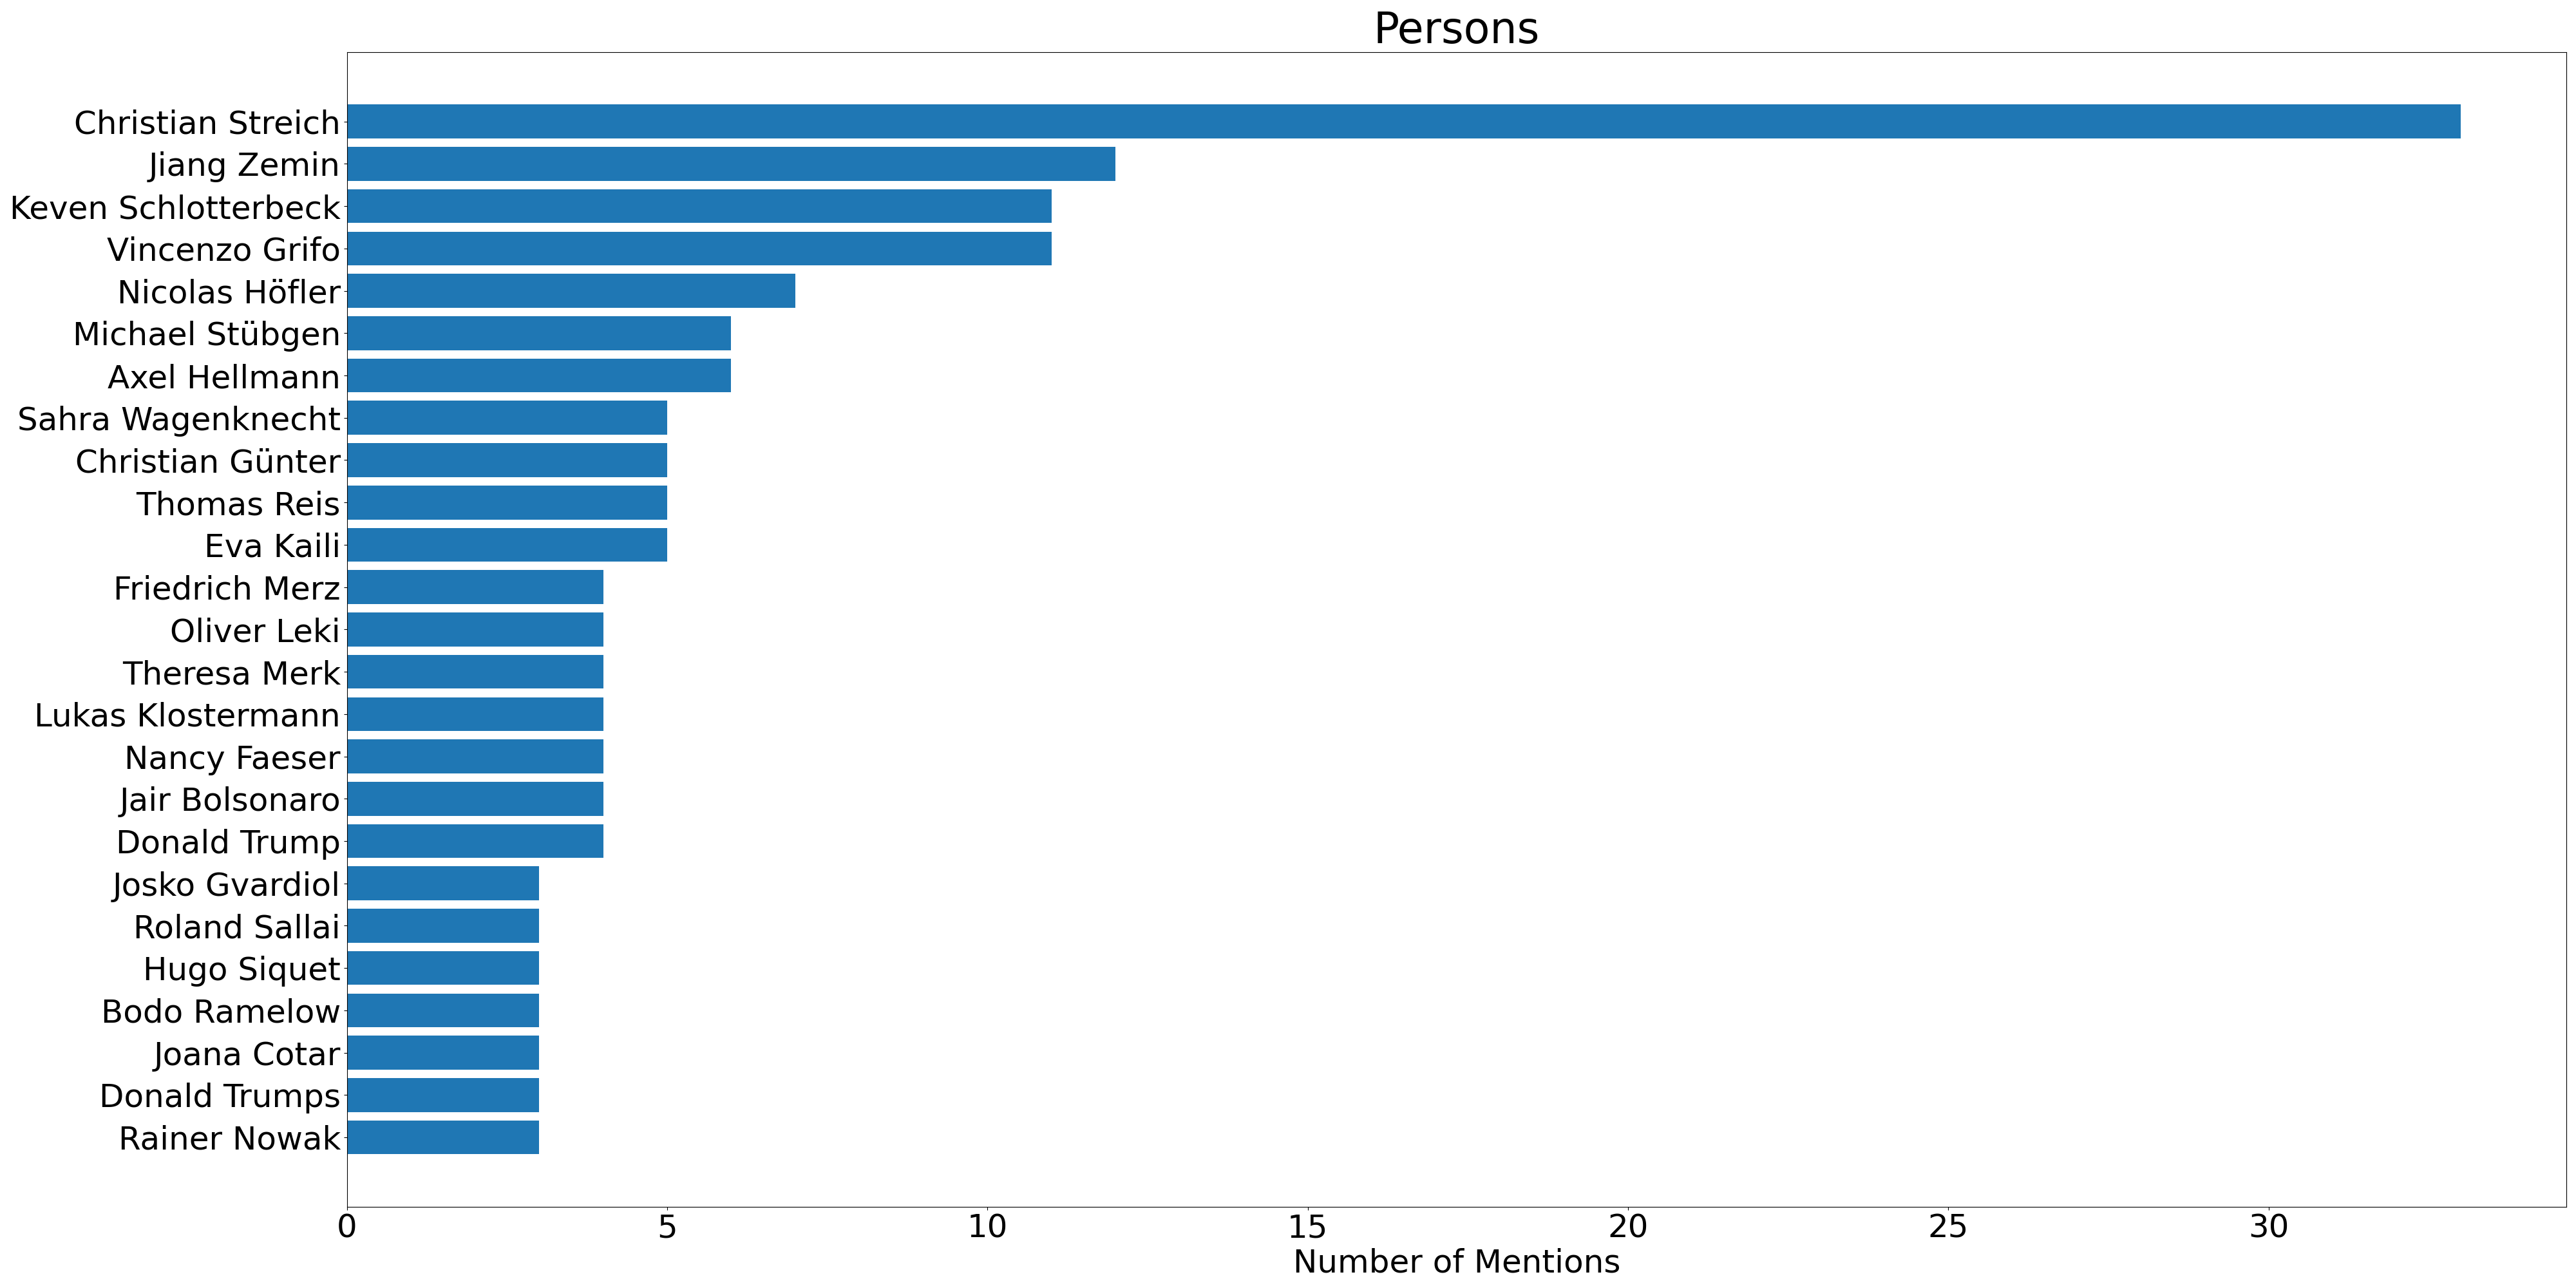 Persons
Christian Streich
Jiang Zemin
Keven Schlotterbeck
Vincenzo Grifo
Nicolas Höfler
Michael Stübgen
Axel Hellmann
Sahra Wagenknecht
Christian Günter
Thomas Reis
Eva Kaili
Friedrich Merz
Oliver Leki
Theresa Merk
Lukas Klostermann
Nancy Faeser
Jair Bolsonaro
Donald Trump
Josko Gvardiol
Roland Sallai
Hugo Siquet
Bodo Ramelow
Joana Cotar
Donald Trumps
Rainer Nowak
0 5 10 15 20 25 30
Number of Mentions